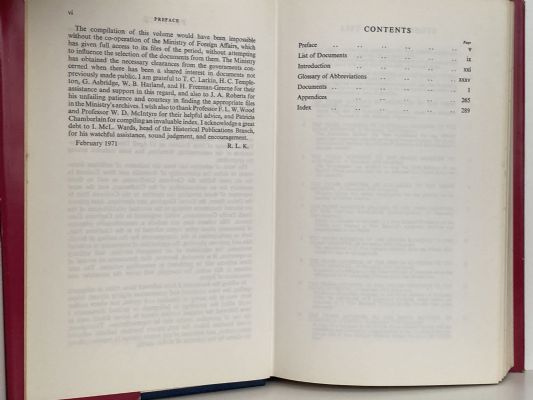 vi
PREFACE
The compilation of this volume would have been impossible
without the co-operation of the Ministry of Foreign Affairs, which
has given full access to its files of the period, without attempting
to influence the selection of the documents from them. The Ministry
has obtained the necessary clearances from the governments con-
cerned when there has been a shared interest in documents not
previously made public. I am grateful to T. C. Larkin, H. C. Temple-
ton, G. Ashridge, W. B. Harland, and H. Freeman-Greene for their
assistance and support in this regard, and also to J. A. Roberts for
his unfailing patience and courtesy in finding the appropriate files
in the Ministry's archives. I wish also to thank Professor F. L. W. Wood
and Professor W. D. McIntyre for their helpful advice, and Patricia
Chamberlain for compiling an invaluable index. I acknowledge a great
debt to I. McL. Wards, head of the Historical Publications Branch,
for his watchful assistance, sound judgment, and encouragement.
February 1971 R. L. K.
CONTENTS
Page
Preface .. .. .. .. .. .. .. v
List of Documents .. .. .. .. .. ix
Introduction .. .. .. .. .. .. xxi
Glossary of Abbreviations .. .. .. .. xxxv
Documents .. .. .. .. .. .. 1
Appendices .. .. .. .. .. .. 285
Index .. .. .. .. .. .. .. 289